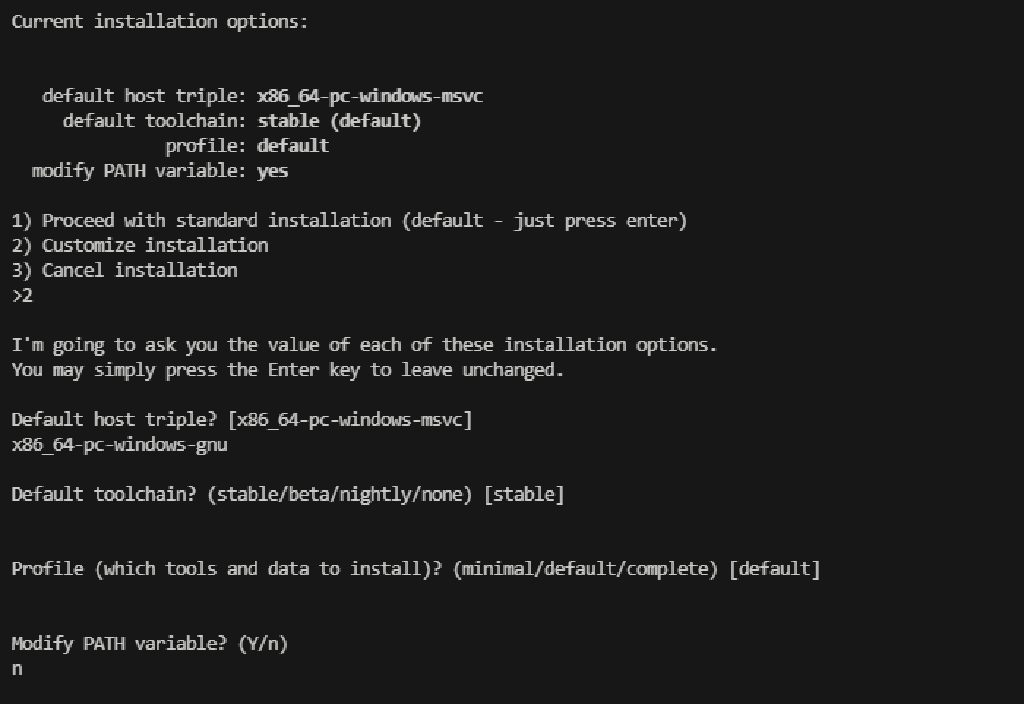 Current installation options:
default host triple: x86_64-pc-windows-msvc
default toolchain: stable (default)
profile: default
modify PATH variable: yes
1) Proceed with standard installation (default - just press enter)
2) Customize installation
3) Cancel installation
>2
I'm going to ask you the value of each of these installation options.
You may simply press the Enter key to leave unchanged.
Default host triple? [x86_64-pc-windows-msvc]
x86_64-pc-windows-gnu
Default toolchain? (stable/beta/nightly/none) [stable]
Profile (which tools and data to install)? (minimal/default/complete) [default]
Modify PATH variable? (Y/n)
n